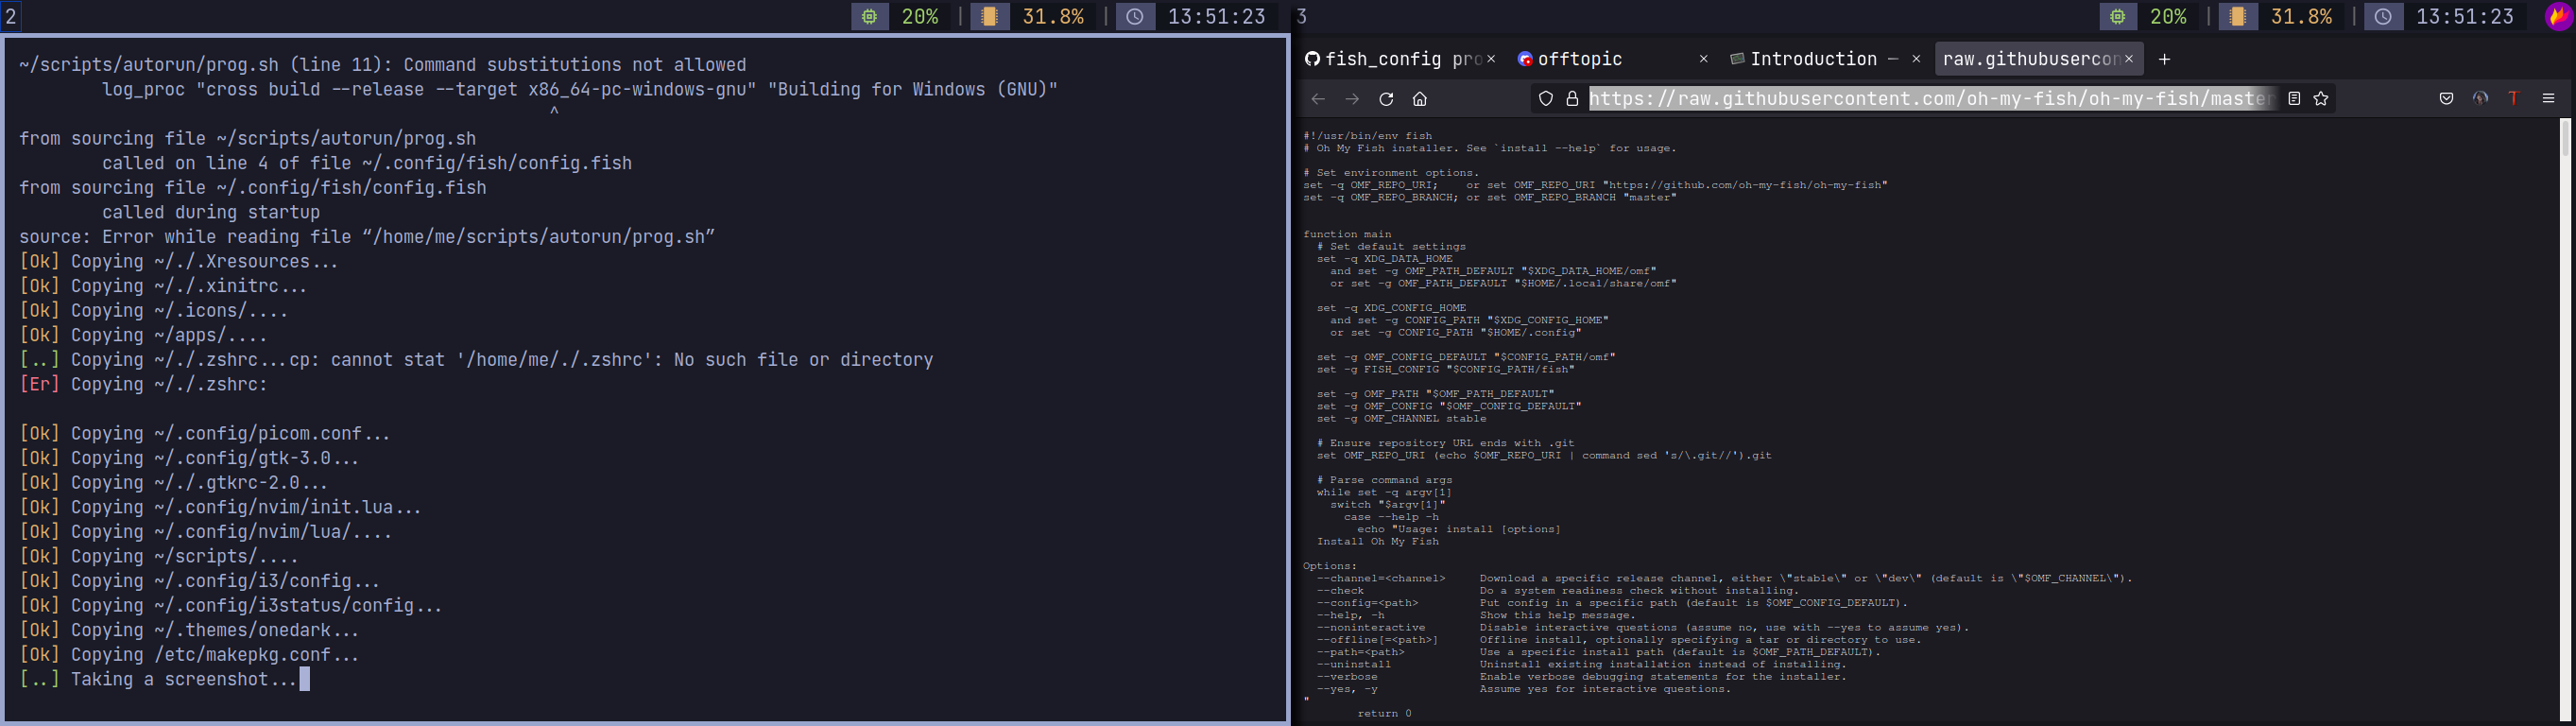 2
20% | 31.8% | 13:51:23
~/scripts/autorun/prog.sh (line 11): Command substitutions not allowed
log_proc "cross build --release --target x86_64-pc-windows-gnu" "Building for Windows (GNU)"
^
from sourcing file ~/scripts/autorun/prog.sh
called on line 4 of file ~/.config/fish/config.fish
from sourcing file ~/.config/fish/config.fish
called during startup
source: Error while reading file “/home/me/scripts/autorun/prog.sh”
[Ok] Copying ~/./.Xresources...
[Ok] Copying ~/./.xinitrc...
[Ok] Copying ~/.icons/....
[Ok] Copying ~/apps/....
[..] Copying ~/./.zshrc...cp: cannot stat '/home/me/./.zshrc': No such file or directory
[Er] Copying ~/./.zshrc:
[Ok] Copying ~/.config/picom.conf...
[Ok] Copying ~/.config/gtk-3.0...
[Ok] Copying ~/./.gtkrc-2.0...
[Ok] Copying ~/.config/nvim/init.lua...
[Ok] Copying ~/.config/nvim/lua/....
[Ok] Copying ~/scripts/....
[Ok] Copying ~/.config/i3/config...
[Ok] Copying ~/.config/i3status/config...
[Ok] Copying ~/.themes/onedark...
[Ok] Copying /etc/makepkg.conf...
[..] Taking a screenshot...
3
20% | 31.8% | 13:51:23
fish_config pro
offtopic
Introduction —
raw.githubusercon
https://raw.githubusercontent.com/oh-my-fish/oh-my-fish/master
#!/usr/bin/env fish
# Oh My Fish installer. See `install --help` for usage.
# Set environment options.
set -q OMF_REPO_URI;    or set OMF_REPO_URI "https://github.com/oh-my-fish/oh-my-fish"
set -q OMF_REPO_BRANCH; or set OMF_REPO_BRANCH "master"
function main
# Set default settings
set -q XDG_DATA_HOME
and set -g OMF_PATH_DEFAULT "$XDG_DATA_HOME/omf"
or set -g OMF_PATH_DEFAULT "$HOME/.local/share/omf"
set -q XDG_CONFIG_HOME
and set -g CONFIG_PATH "$XDG_CONFIG_HOME"
or set -g CONFIG_PATH "$HOME/.config"
set -g OMF_CONFIG_DEFAULT "$CONFIG_PATH/omf"
set -g FISH_CONFIG "$CONFIG_PATH/fish"
set -g OMF_PATH "$OMF_PATH_DEFAULT"
set -g OMF_CONFIG "$OMF_CONFIG_DEFAULT"
set -g OMF_CHANNEL stable
# Ensure repository URL ends with .git
set OMF_REPO_URI (echo $OMF_REPO_URI | command sed 's/\.git//').git
# Parse command args
while set -q argv[1]
switch "$argv[1]"
case --help -h
echo "Usage: install [options]
Install Oh My Fish
Options:
--channel=<channel>     Download a specific release channel, either \"stable\" or \"dev\" (default is \"$OMF_CHANNEL\").
--check                 Do a system readiness check without installing.
--config=<path>         Put config in a specific path (default is $OMF_CONFIG_DEFAULT).
--help, -h              Show this help message.
--noninteractive        Disable interactive questions (assume no, use with --yes to assume yes).
--offline[=<path>]      Offline install, optionally specifying a tar or directory to use.
--path=<path>           Use a specific install path (default is $OMF_PATH_DEFAULT).
--uninstall             Uninstall existing installation instead of installing.
--verbose               Enable verbose debugging statements for the installer.
--yes, -y               Assume yes for interactive questions.
"
return 0